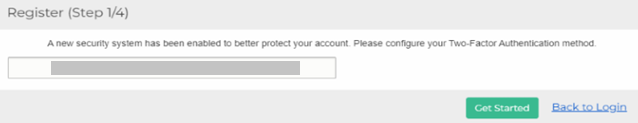 Register (Step 1/4)
A new security system has been enabled to better protect your account. Please configure your Two-Factor Authentication method.
Get Started Back to Login